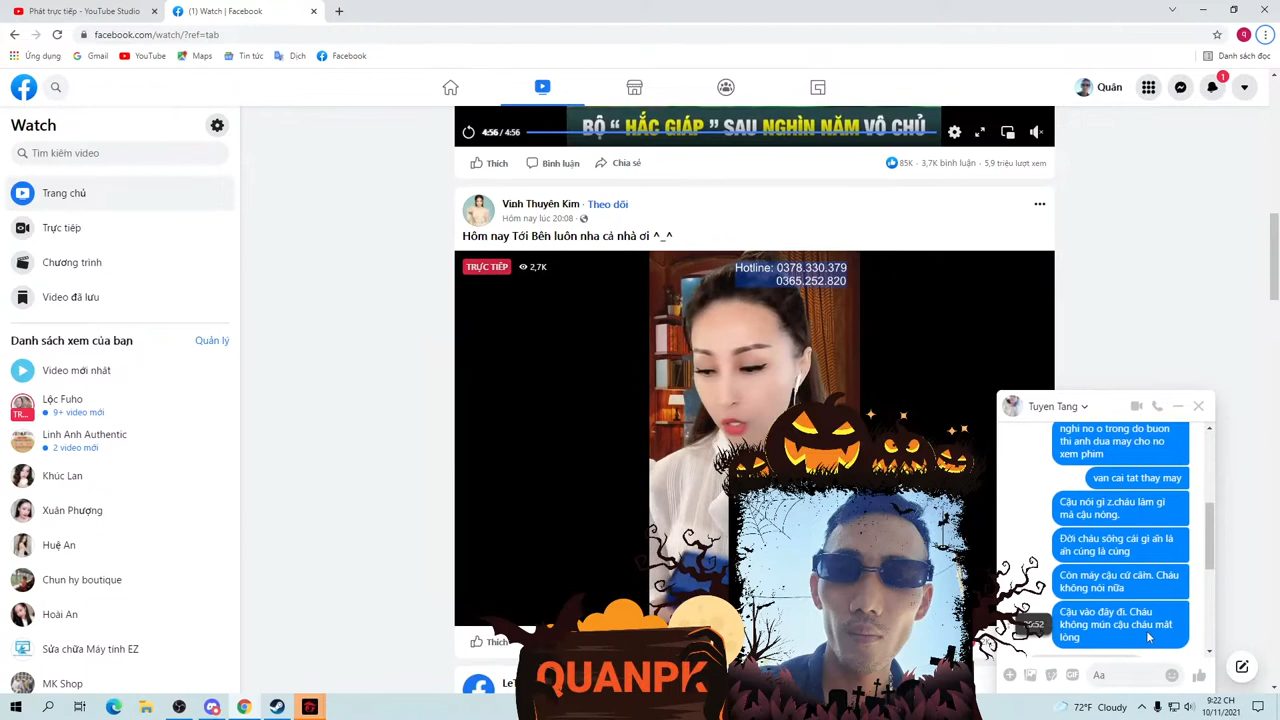 Phát trực tiếp - YouTube Studio
(1) Watch | Facebook
facebook.com/watch/?ref=tab
Ứng dụng
Gmail
YouTube
Maps
Tin tức
Dịch
Facebook
Danh sách đọc
Quân
1
Watch
Tìm kiếm video
Trang chủ
Trực tiếp
Chương trình
Video đã lưu
Danh sách xem của bạn
Quản lý
Video mới nhất
Lộc Fuho
9+ video mới
TR...
Linh Anh Authentic
2 video mới
Khúc Lan
Xuân Phượng
Huệ An
Chun hy boutique
Hoài An
Sửa chữa Máy tính EZ
MK Shop
BỘ “ HẮC GIÁP ” SAU NGHÌN NĂM VÔ CHỦ
4:56 / 4:56
Thích
Bình luận
Chia sẻ
85K · 3,7K bình luận · 5,9 triệu lượt xem
Vinh Thuyên Kim · Theo dõi
Hôm nay lúc 20:08 ·
Hôm nay Tới Bến luôn nha cả nhà ơi ^_^
TRỰC TIẾP
2,7K
Hotline: 0378.330.379
0365.252.820
Thích
QUANPK
Tuyen Tang
nghi no o trong do buon
thi anh dua may cho no
xem phim
van cai tat thay may
Cậu nói gì z.cháu làm gì
mà cậu nóng.
Đời cháu sống cái gì ấn là
ấn cúng là cúng
Còn máy cậu cứ cầm. Cháu
không nói nữa
Cậu vào đây đi. Cháu
không mún cậu cháu mất
lòng
Aa
72°F Cloudy
9:22 CH
10/11/2021